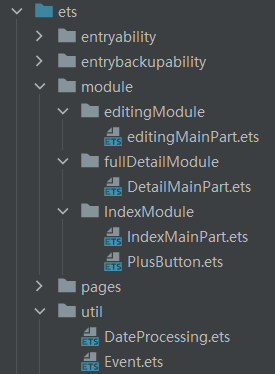 ets
entryability
entrybackupability
module
editingModule
editingMainPart.ets
fullDetailModule
DetailMainPart.ets
IndexModule
IndexMainPart.ets
PlusButton.ets
pages
util
DateProcessing.ets
Event.ets